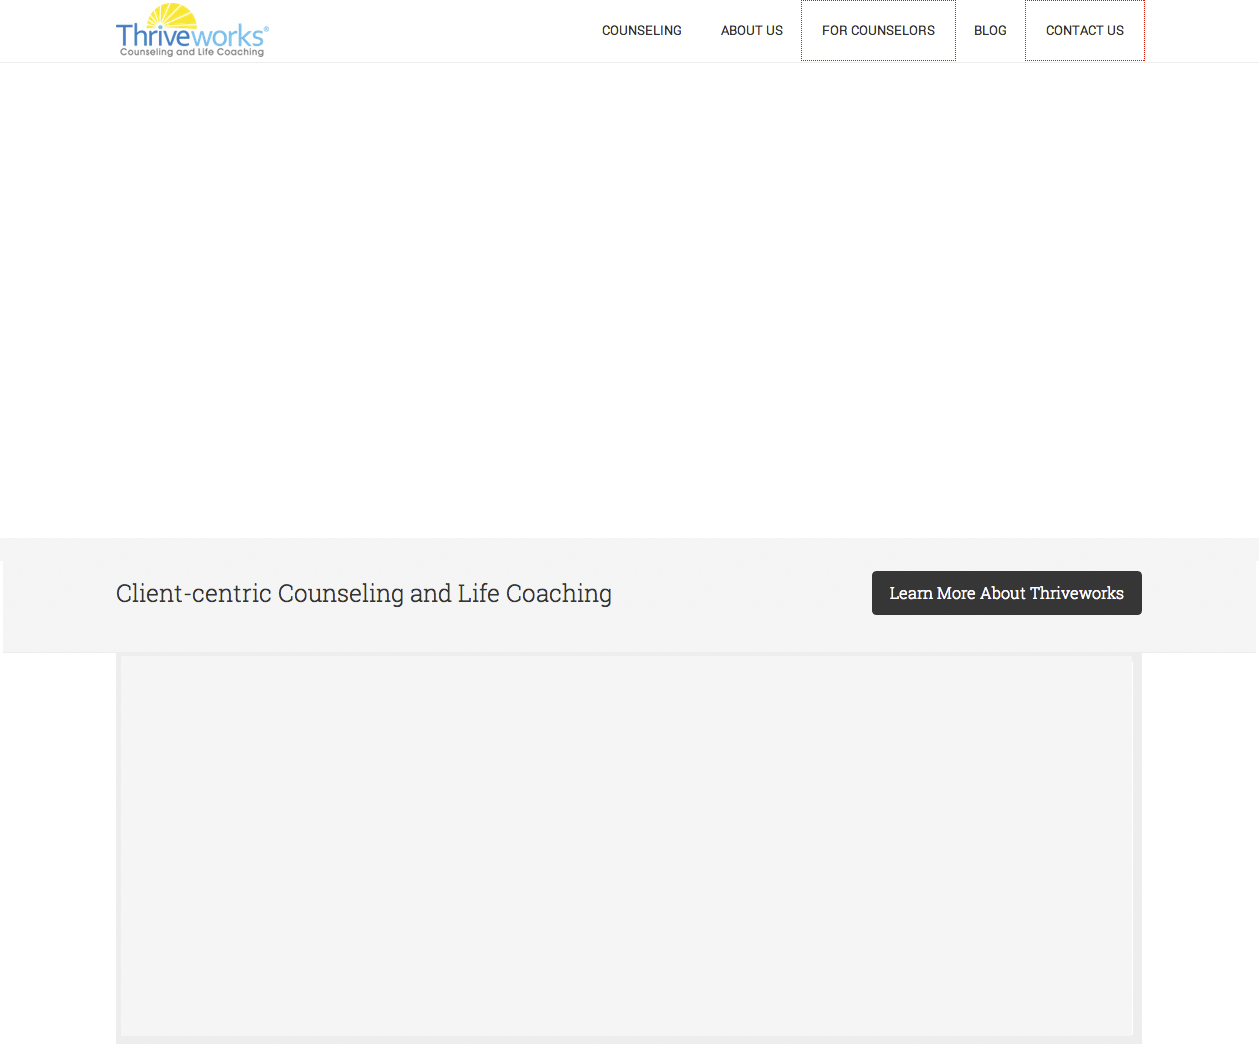 Thriveworks®
Counseling and Life Coaching
COUNSELING
ABOUT US
FOR COUNSELORS
BLOG
CONTACT US
Client-centric Counseling and Life Coaching
Learn More About Thriveworks